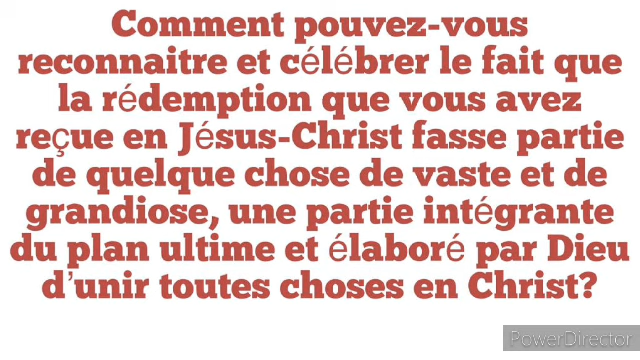 Comment pouvez-vous
reconnaitre et célébrer le fait que
la rédemption que vous avez
reçue en Jésus-Christ fasse partie
de quelque chose de vaste et de
grandiose, une partie intégrante
du plan ultime et élaboré par Dieu
d’unir toutes choses en Christ?
PowerDirector